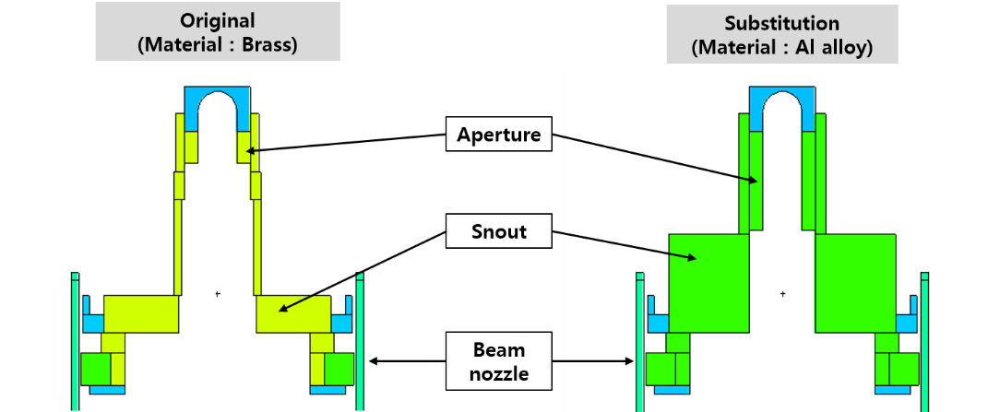 Original
(Material : Brass)
Substitution
(Material : Al alloy)
Aperture
Snout
Beam
nozzle